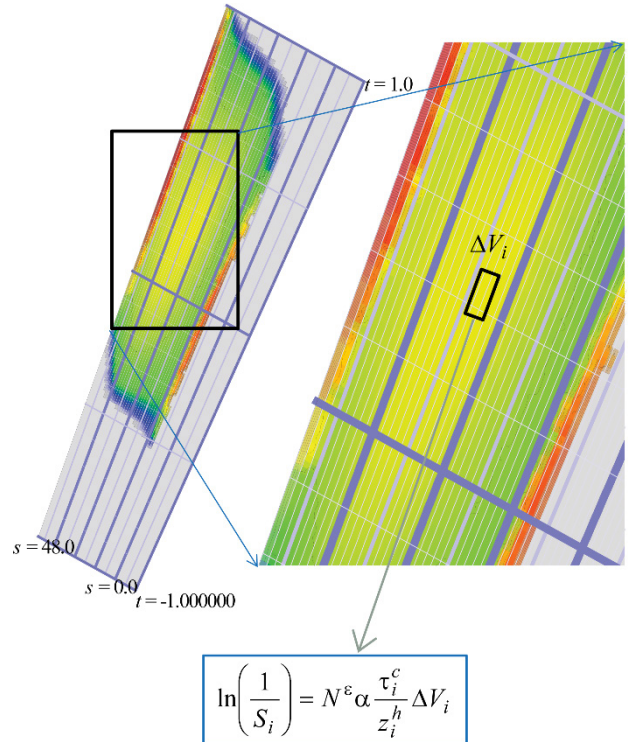 t = 1.0
ΔV_i
s = 48.0
s = 0.0
t = -1.000000
ln(1/S_i) = N^ε α τ_i^c/z_i^h ΔV_i